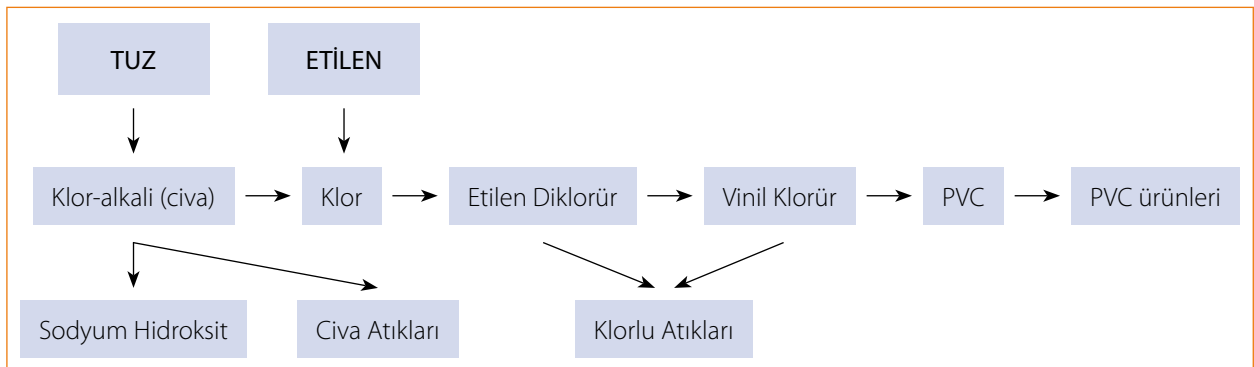 TUZ
ETİLEN
Klor-alkali (civa)
Klor
Etilen Diklorür
Vinil Klorür
PVC
PVC ürünleri
Sodyum Hidroksit
Civa Atıkları
Klorlu Atıkları